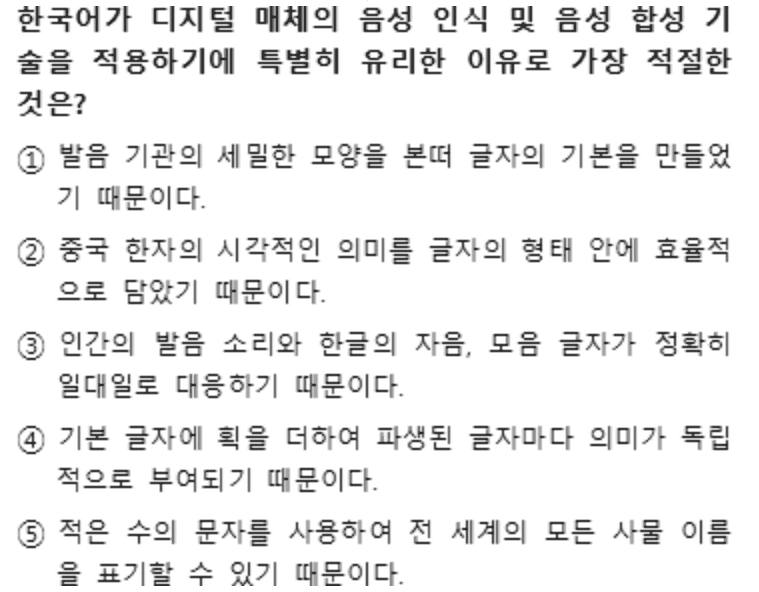 한국어가 디지털 매체의 음성 인식 및 음성 합성 기
술을 적용하기에 특별히 유리한 이유로 가장 적절한
것은?
① 발음 기관의 세밀한 모양을 본떠 글자의 기본을 만들었
기 때문이다.
② 중국 한자의 시각적인 의미를 글자의 형태 안에 효율적
으로 담았기 때문이다.
③ 인간의 발음 소리와 한글의 자음, 모음 글자가 정확히
일대일로 대응하기 때문이다.
④ 기본 글자에 획을 더하여 파생된 글자마다 의미가 독립
적으로 부여되기 때문이다.
⑤ 적은 수의 문자를 사용하여 전 세계의 모든 사물 이름
을 표기할 수 있기 때문이다.